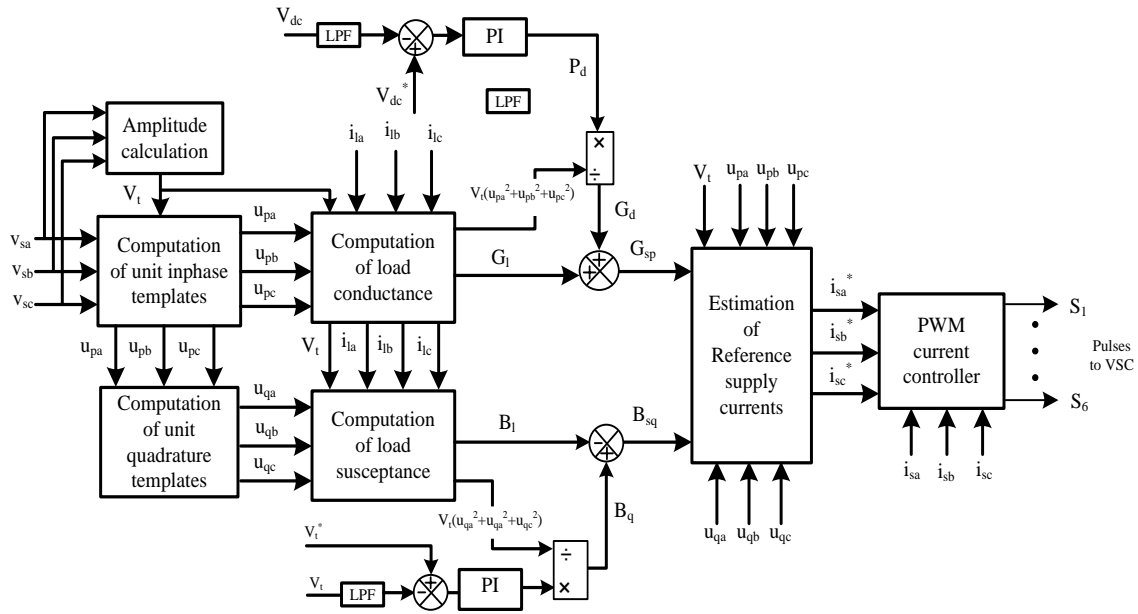 V_dc
LPF
−
+
PI
P_d
V_dc^*
LPF
Amplitude
calculation
i_la
i_lb
i_lc
×
÷
V_t
V_t(u_pa^2+u_pb^2+u_pc^2)
G_d
V_t
u_pa
u_pb
u_pc
v_sa
v_sb
v_sc
Computation
of unit inphase
templates
u_pa
u_pb
u_pc
Computation
of load
conductance
G_l
+
+
G_sp
Estimation
of
Reference
supply
currents
i_sa^*
i_sb^*
i_sc^*
PWM
current
controller
S_1
Pulses
to VSC
S_6
u_pa
u_pb
u_pc
V_t
i_la
i_lb
i_lc
Computation
of unit
quadrature
templates
u_qa
u_qb
u_qc
Computation
of load
susceptance
B_l
−
+
B_sq
i_sa
i_sb
i_sc
B_q
u_qa
u_qb
u_qc
V_t(u_qa^2+u_qa^2+u_qc^2)
V_t^*
÷
×
V_t
LPF
−
+
PI